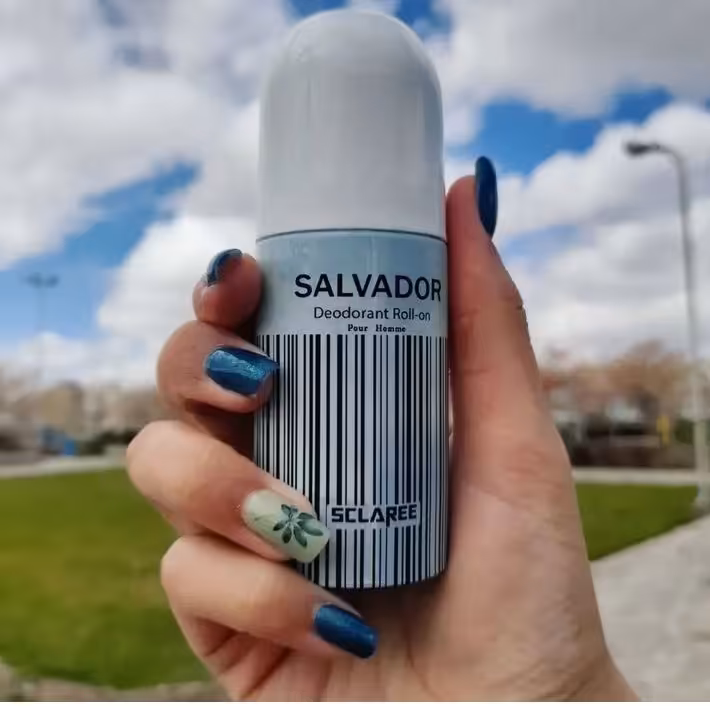 SALVADOR
Deodorant Roll-on
Pour Homme
SCLAREE